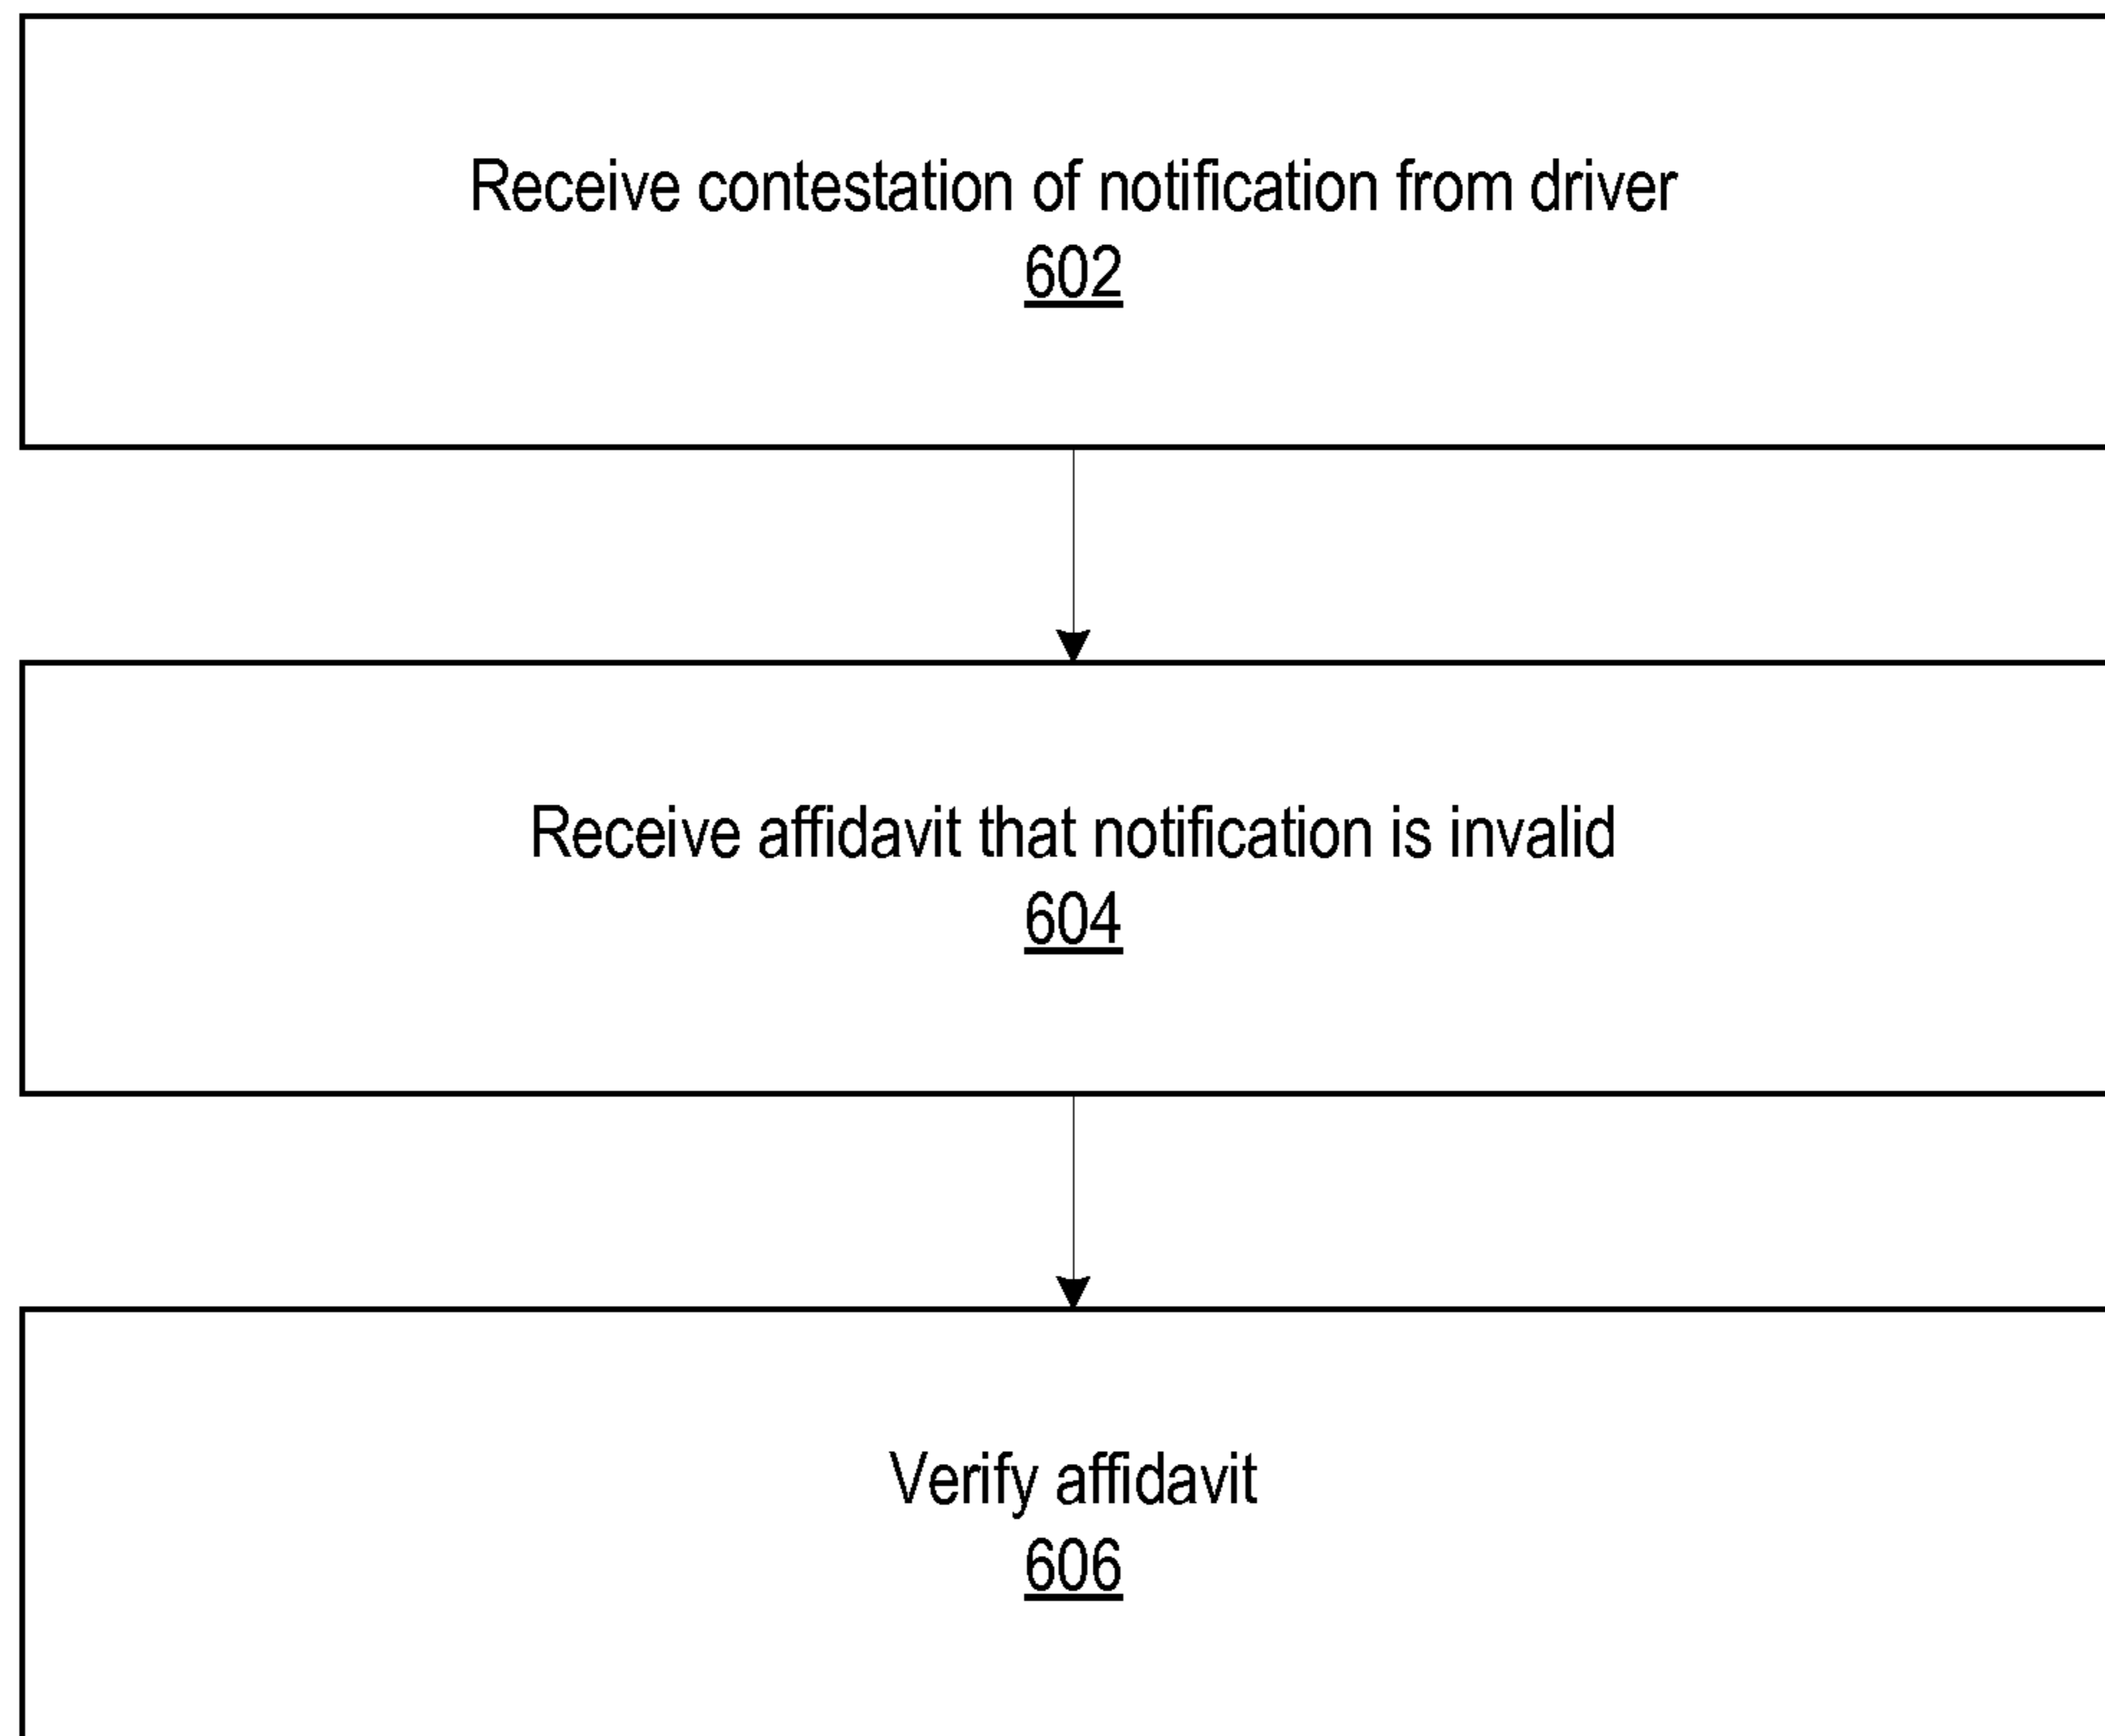 Receive contestation of notification from driver
602
Receive affidavit that notification is invalid
604
Verify affidavit
606